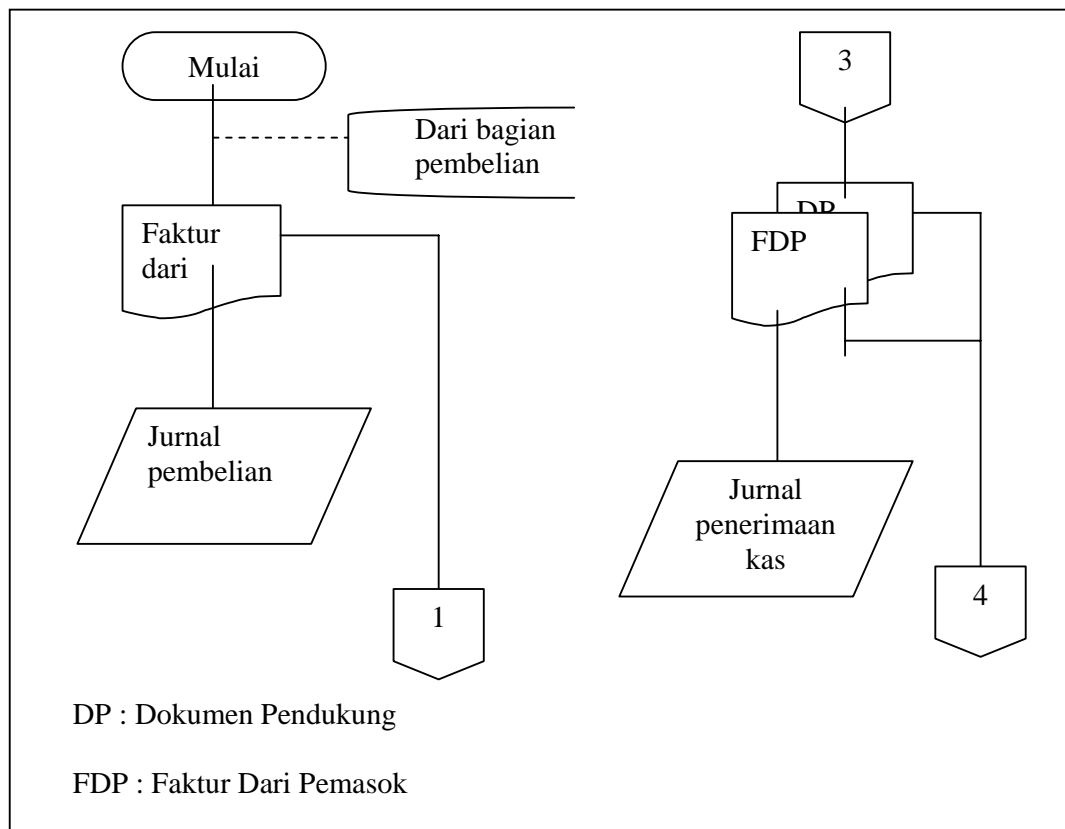 Mulai
Dari bagian
pembelian
Faktur
dari
Jurnal
pembelian
1
3
DP
FDP
Jurnal
penerimaan
kas
4
DP : Dokumen Pendukung
FDP : Faktur Dari Pemasok